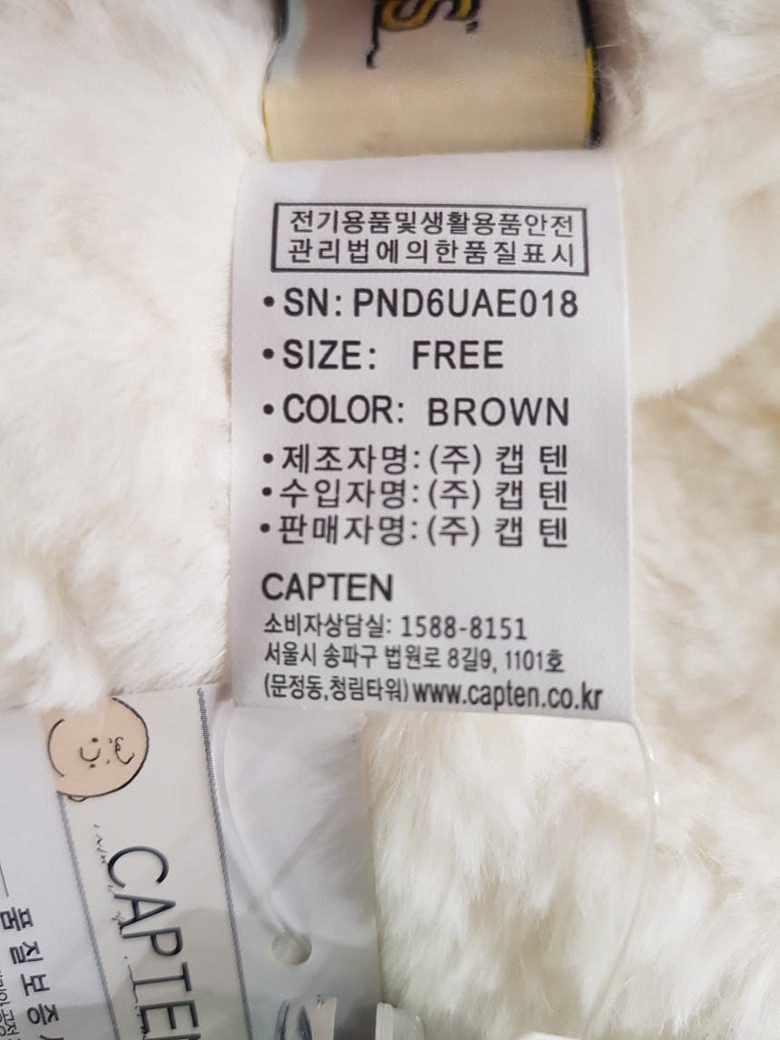 전기용품및생활용품안전
관리법에의한품질표시
•SN: PND6UAE018
•SIZE: FREE
•COLOR: BROWN
•제조자명: (주) 캡 텐
•수입자명: (주) 캡 텐
•판매자명: (주) 캡 텐
CAPTEN
소비자상담실: 1588-8151
서울시 송파구 법원로 8길9, 1101호
(문정동,청림타워) www.capten.co.kr
CAPTEN
품질보증